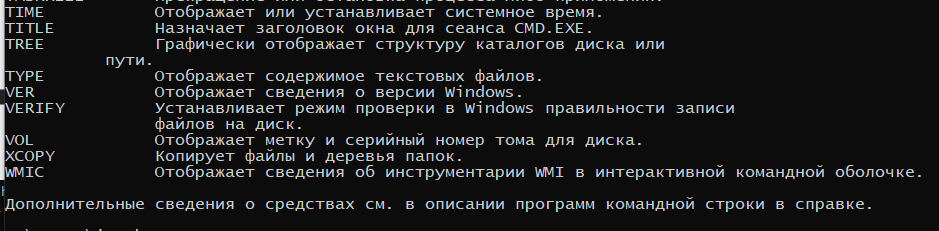 TIME           Отображает или устанавливает системное время.
TITLE          Назначает заголовок окна для сеанса CMD.EXE.
TREE           Графически отображает структуру каталогов диска или
          пути.
TYPE           Отображает содержимое текстовых файлов.
VER            Отображает сведения о версии Windows.
VERIFY         Устанавливает режим проверки в Windows правильности записи
               файлов на диск.
VOL            Отображает метку и серийный номер тома для диска.
XCOPY          Копирует файлы и деревья папок.
WMIC           Отображает сведения об инструментарии WMI в интерактивной командной оболочке.
Дополнительные сведения о средствах см. в описании программ командной строки в справке.